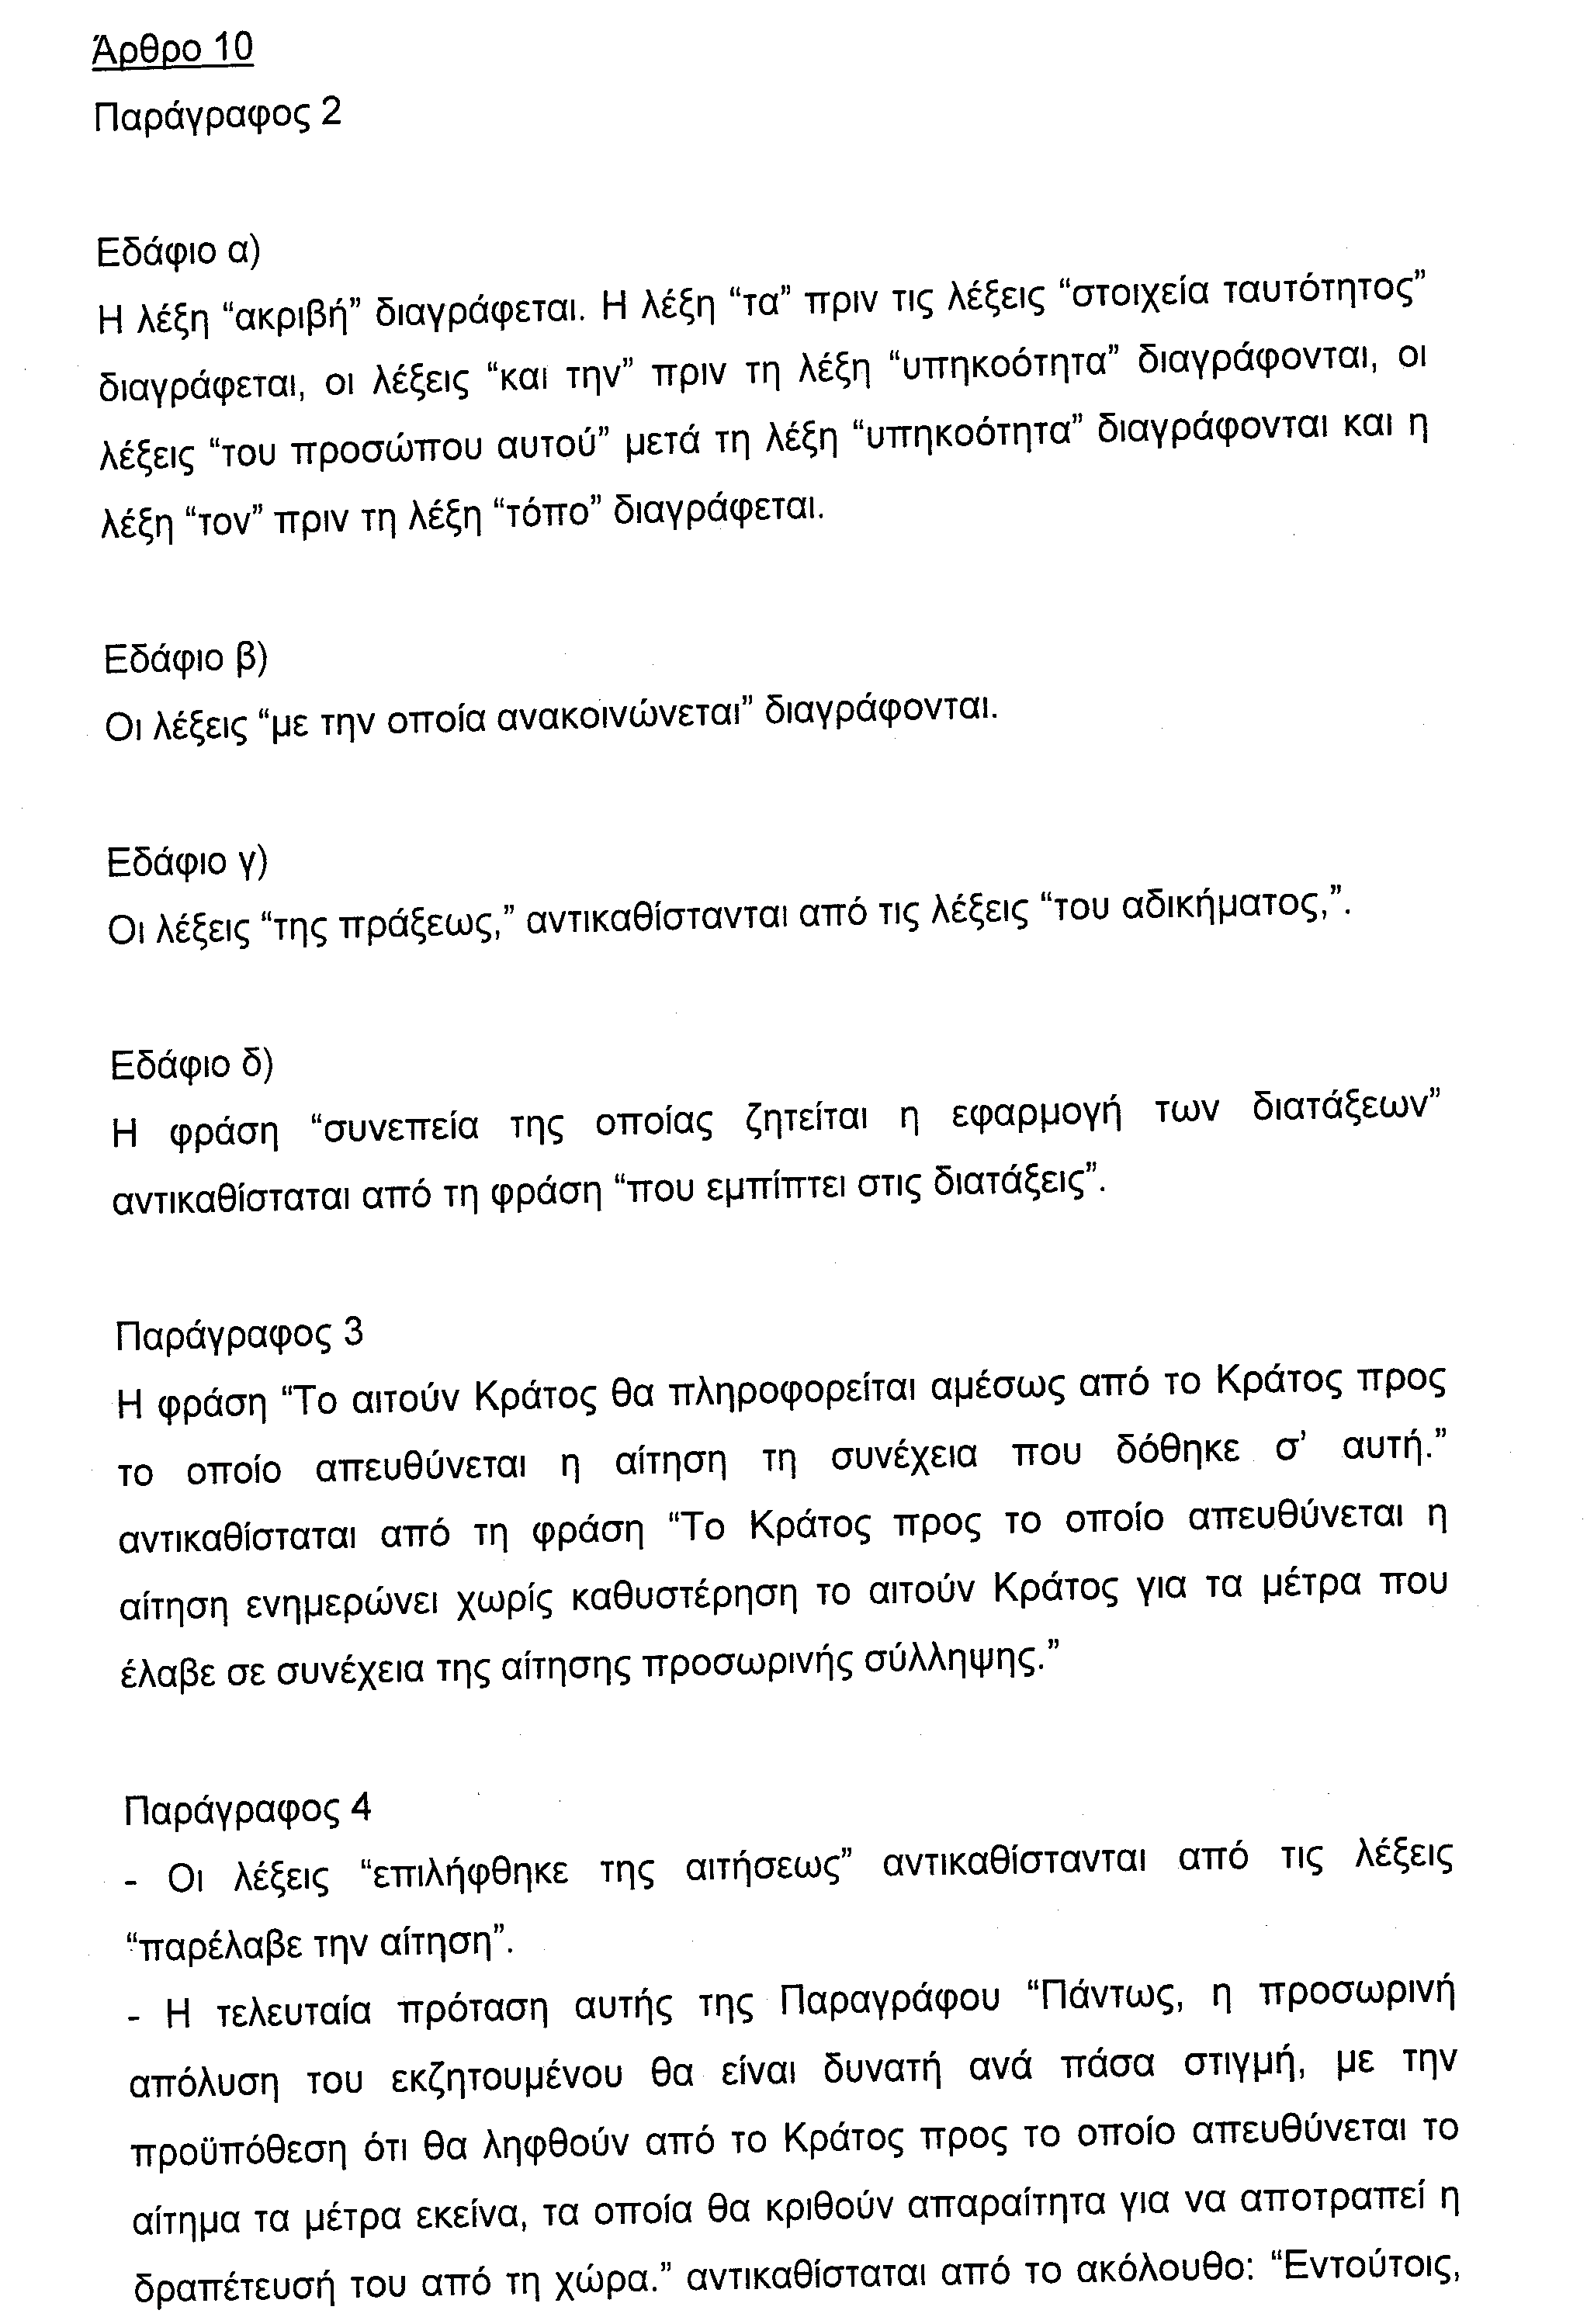 Άρθρο 10
Παράγραφος 2
Εδάφιο α)
Η λέξη “ακριβή” διαγράφεται. Η λέξη “τα” πριν τις λέξεις “στοιχεία ταυτότητος”
διαγράφεται, οι λέξεις “και την” πριν τη λέξη “υπηκοότητα” διαγράφονται, οι
λέξεις “του προσώπου αυτού” μετά τη λέξη “υπηκοότητα” διαγράφονται και η
λέξη “τον” πριν τη λέξη “τόπο” διαγράφεται.
Εδάφιο β)
Οι λέξεις “με την οποία ανακοινώνεται” διαγράφονται.
Εδάφιο γ)
Οι λέξεις “της πράξεως,” αντικαθίστανται από τις λέξεις “του αδικήματος,”.
Εδάφιο δ)
Η φράση “συνεπεία της οποίας ζητείται η εφαρμογή των διατάξεων”
αντικαθίσταται από τη φράση “που εμπίπτει στις διατάξεις”.
Παράγραφος 3
Η φράση “Το αιτούν Κράτος θα πληροφορείται αμέσως από το Κράτος προς
το οποίο απευθύνεται η αίτηση τη συνέχεια που δόθηκε σ’ αυτή.”
αντικαθίσταται από τη φράση “Το Κράτος προς το οποίο απευθύνεται η
αίτηση ενημερώνει χωρίς καθυστέρηση το αιτούν Κράτος για τα μέτρα που
έλαβε σε συνέχεια της αίτησης προσωρινής σύλληψης.”
Παράγραφος 4
- Οι λέξεις “επιλήφθηκε της αιτήσεως” αντικαθίστανται από τις λέξεις
“παρέλαβε την αίτηση”.
- Η τελευταία πρόταση αυτής της Παραγράφου “Πάντως, η προσωρινή
απόλυση του εκζητουμένου θα είναι δυνατή ανά πάσα στιγμή, με την
προϋπόθεση ότι θα ληφθούν από το Κράτος προς το οποίο απευθύνεται το
αίτημα τα μέτρα εκείνα, τα οποία θα κριθούν απαραίτητα για να αποτραπεί η
δραπέτευσή του από τη χώρα.” αντικαθίσταται από το ακόλουθο: “Εντούτοις,